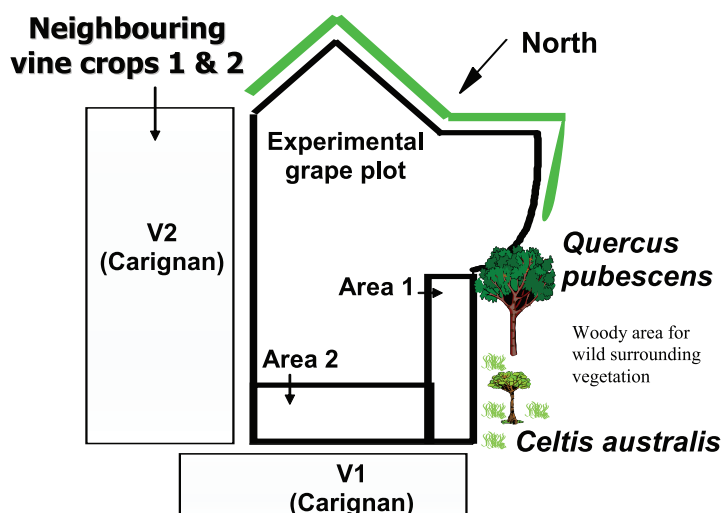 Neighbouring
vine crops 1 & 2
North
Experimental
grape plot
V2
(Carignan)
Quercus
pubescens
Area 1
Woody area for
wild surrounding
vegetation
Area 2
Celtis australis
V1
(Carignan)